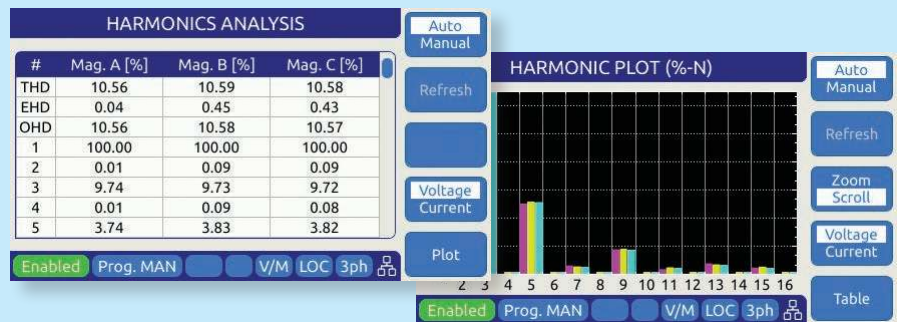 HARMONICS ANALYSIS
# Mag. A [%] Mag. B [%] Mag. C [%]
THD 10.56 10.59 10.58
EHD 0.04 0.45 0.43
OHD 10.56 10.58 10.57
1 100.00 100.00 100.00
2 0.01 0.09 0.09
3 9.74 9.73 9.72
4 0.01 0.09 0.08
5 3.74 3.83 3.82
Auto
Manual
Refresh
Voltage
Current
Plot
Enabled Prog. MAN V/M LOC 3ph
HARMONIC PLOT (%-N)
2 3 4 5 6 7 8 9 10 11 12 13 14 15 16
Auto
Manual
Refresh
Zoom
Scroll
Voltage
Current
Table
Enabled Prog. MAN V/M LOC 3ph